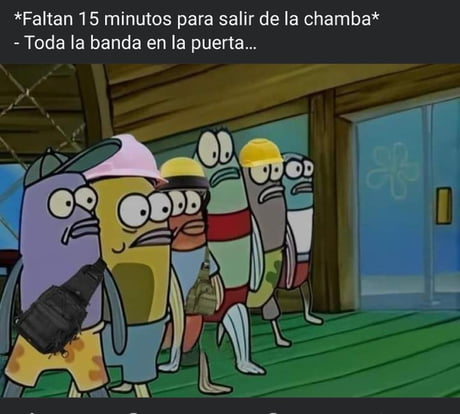 *Faltan 15 minutos para salir de la chamba*
- Toda la banda en la puerta...